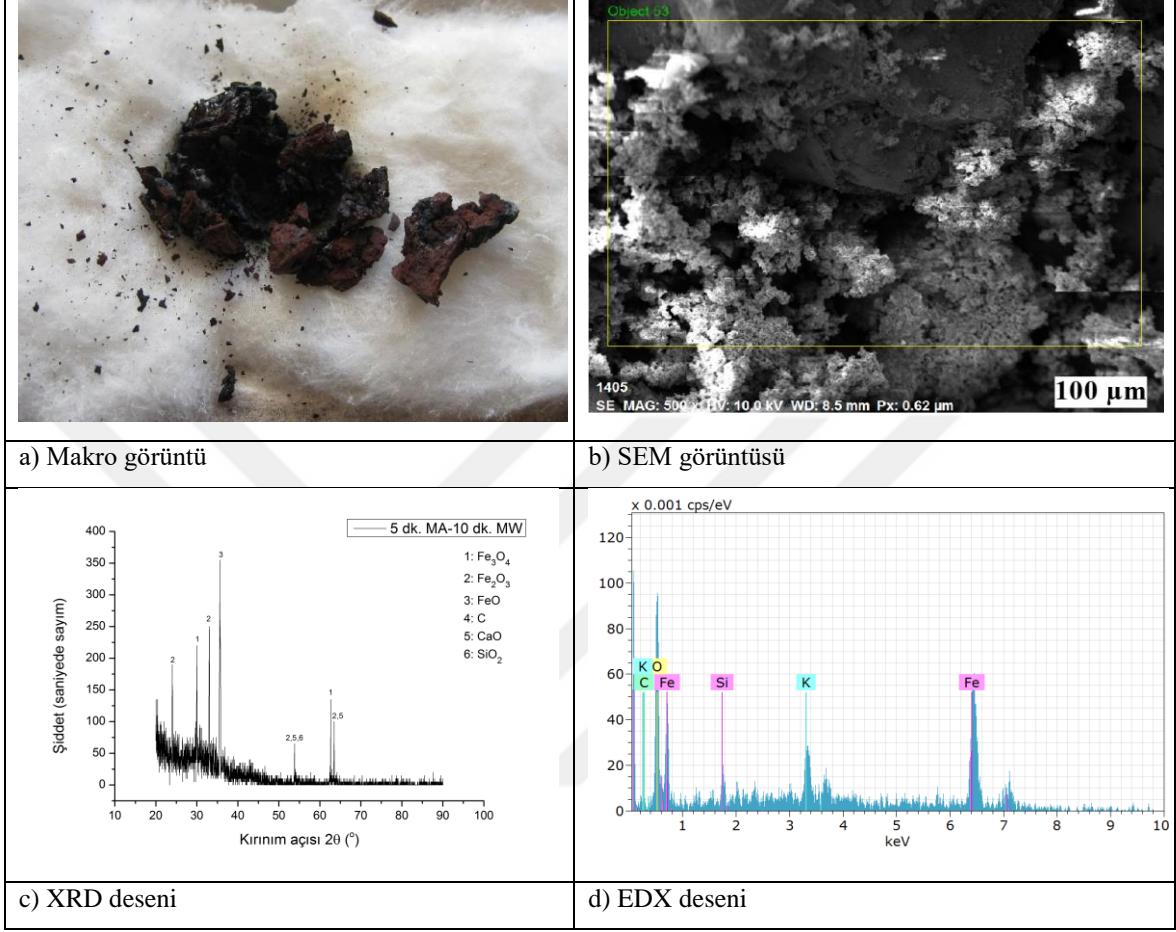 Object 53
1405
SE MAG: 500 x HV: 10.0 kV WD: 8.5 mm Px: 0.62 µm
100 µm
a) Makro görüntü
b) SEM görüntüsü
5 dk. MA-10 dk. MW
1: Fe3O4
2: Fe2O3
3: FeO
4: C
5: CaO
6: SiO2
400
350
300
250
200
150
100
50
0
Şiddet (saniyede sayım)
2
1
2
3
2,5,6
1
2,5
10 20 30 40 50 60 70 80 90 100
Kırınım açısı 2θ (°)
x 0.001 cps/eV
120
100
80
60
40
20
0
K O
C Fe Si K Fe
1 2 3 4 5 6 7 8 9 10
keV
c) XRD deseni
d) EDX deseni